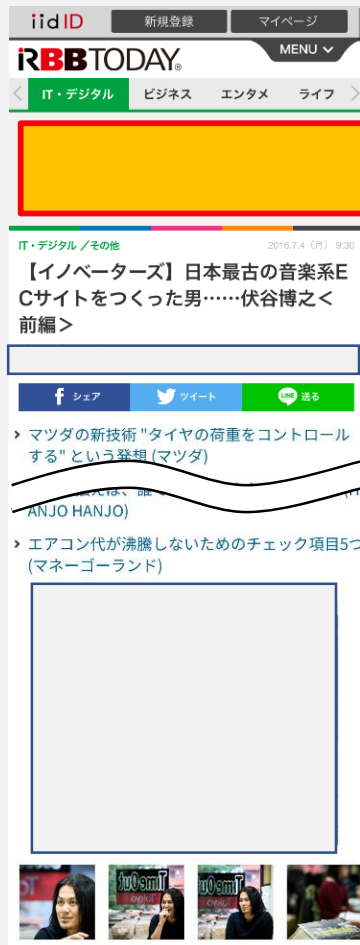 iid ID 新規登録 マイページ
RBB TODAY® MENU
IT・デジタル ビジネス エンタメ ライフ
IT・デジタル／その他 2016.7.4（月） 9:30
【イノベーターズ】日本最古の音楽系E
Cサイトをつくった男……伏谷博之＜
前編＞
シェア ツイート LINE 送る
マツダの新技術 "タイヤの荷重をコントロール
する" という発想 (マツダ)
ANJO HANJO)
エアコン代が沸騰しないためのチェック項目5つ
(マネーゴーランド)